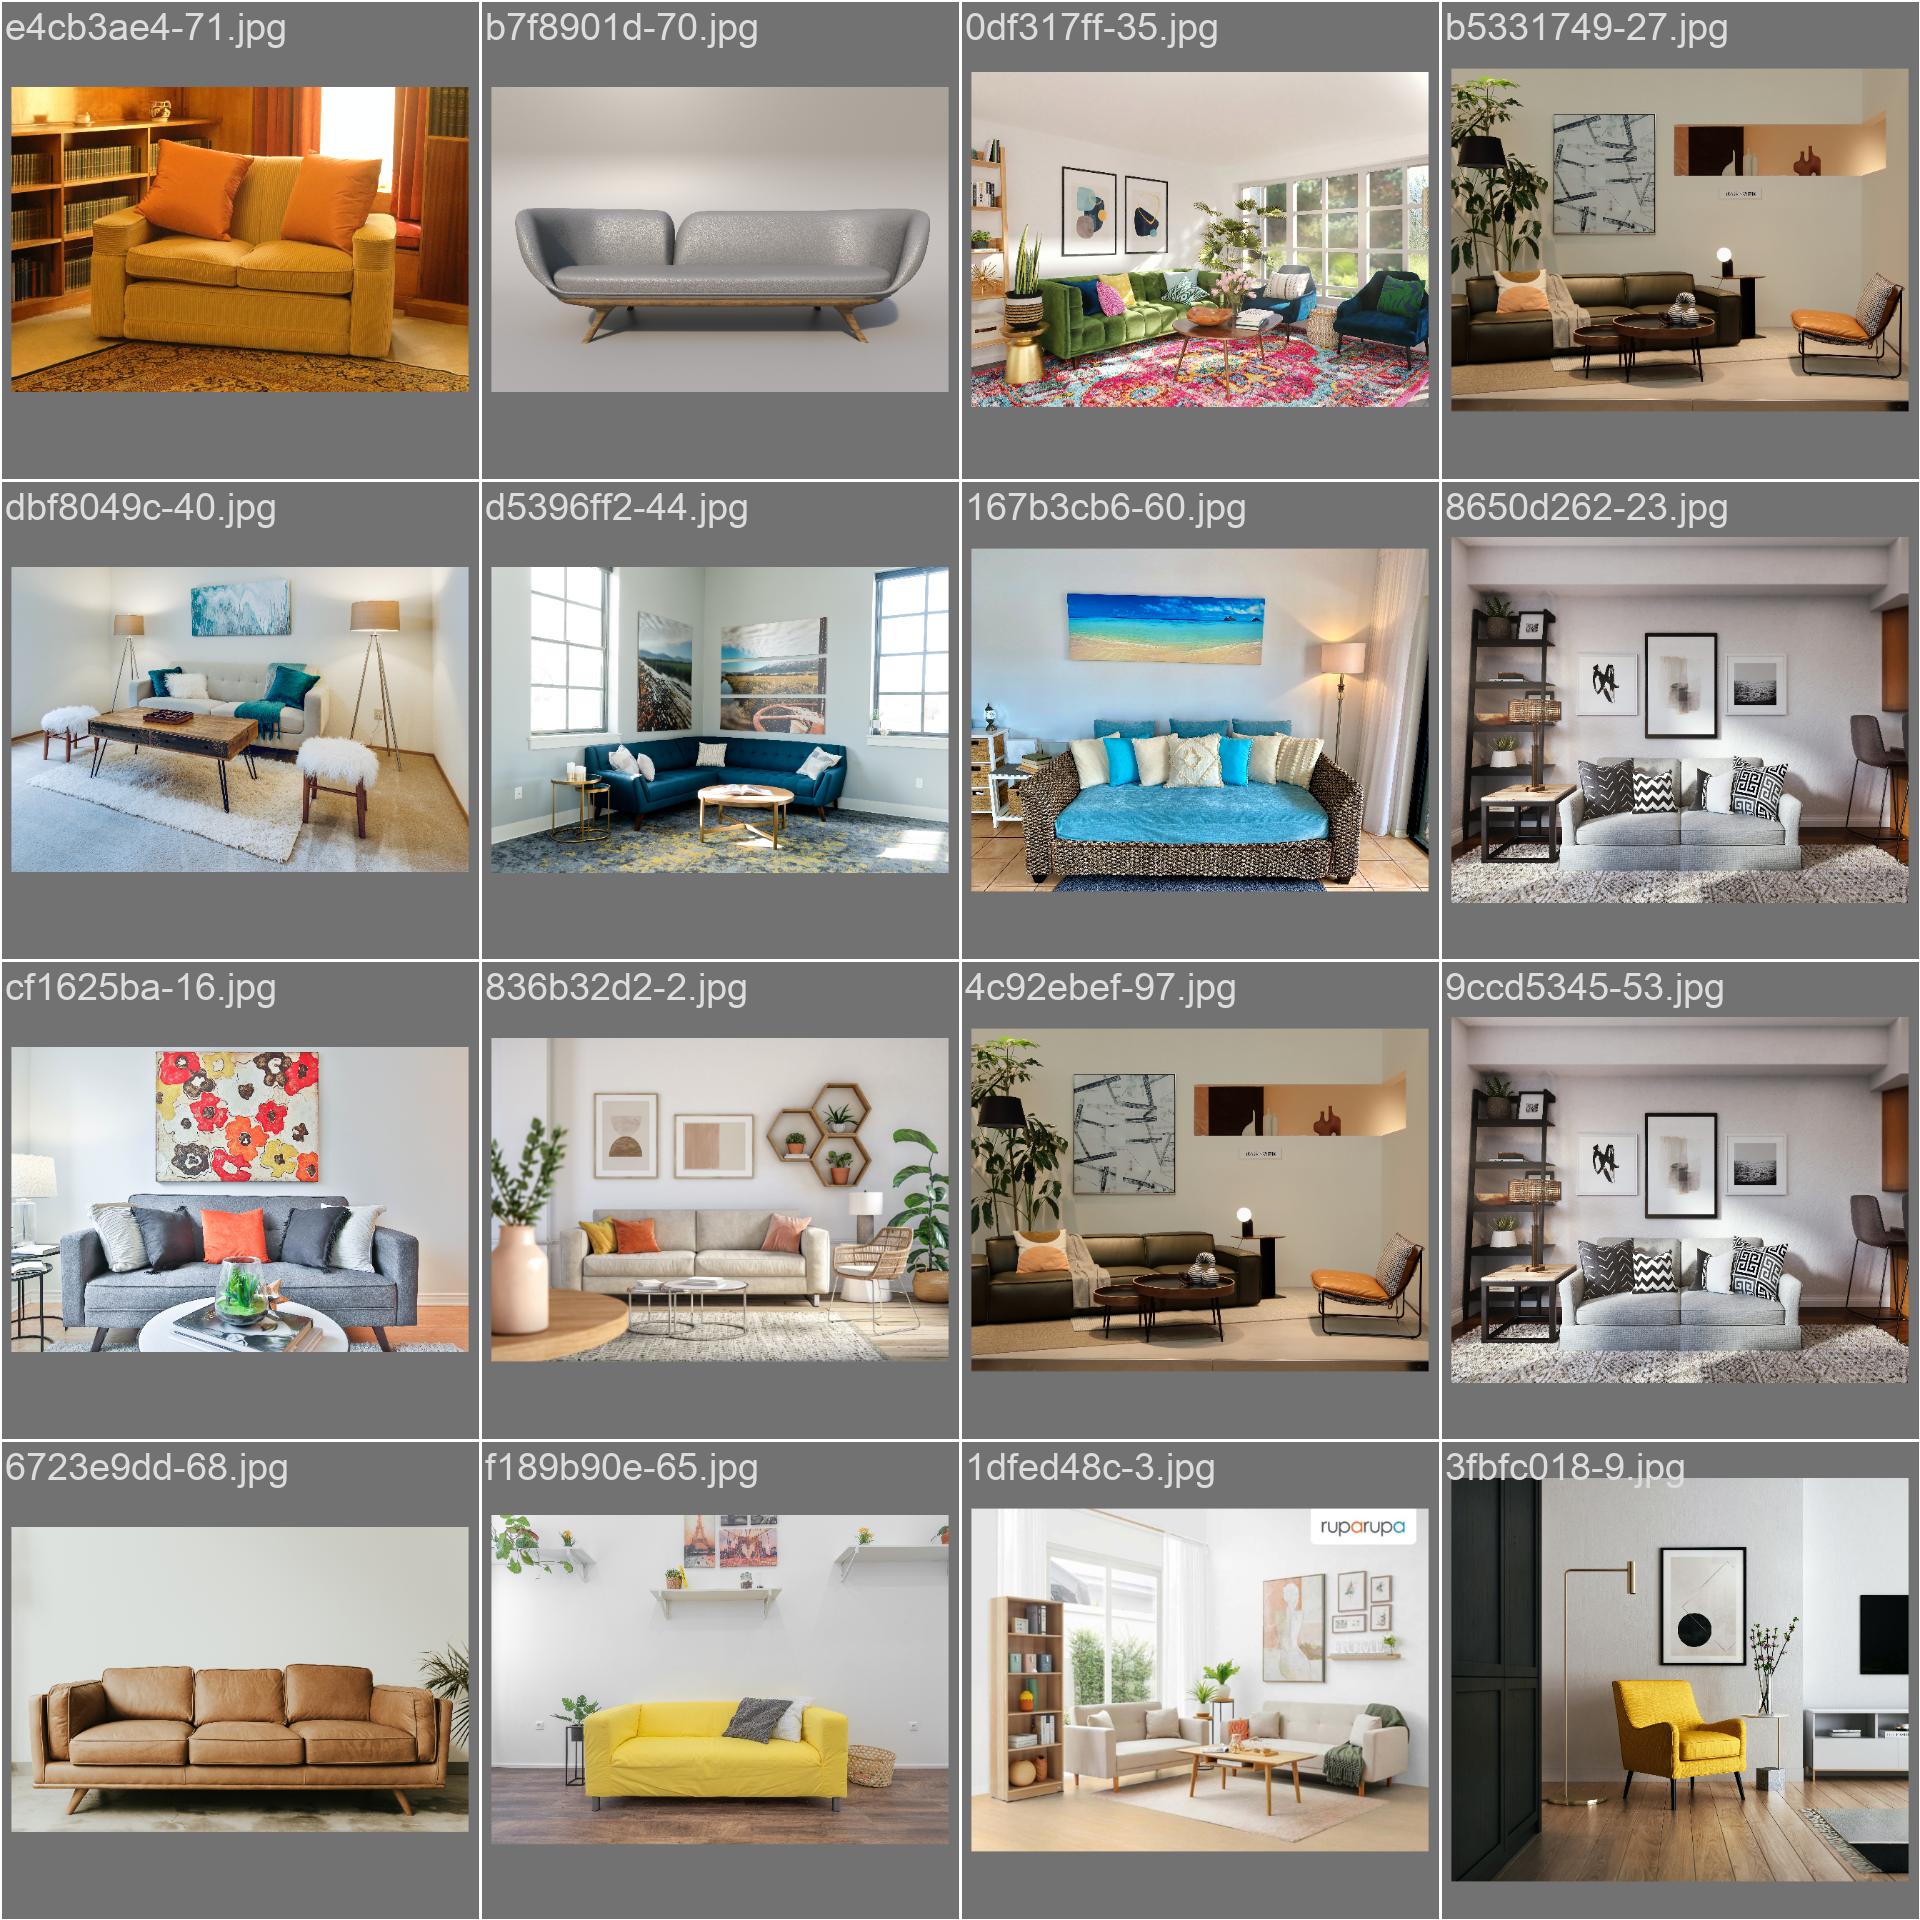 e4cb3ae4-71.jpg
b7f8901d-70.jpg
0df317ff-35.jpg
b5331749-27.jpg
dbf8049c-40.jpg
d5396ff2-44.jpg
167b3cb6-60.jpg
8650d262-23.jpg
cf1625ba-16.jpg
836b32d2-2.jpg
4c92ebef-97.jpg
9ccd5345-53.jpg
6723e9dd-68.jpg
f189b90e-65.jpg
1dfed48c-3.jpg
3fbfc018-9.jpg
ruparupa
HOME